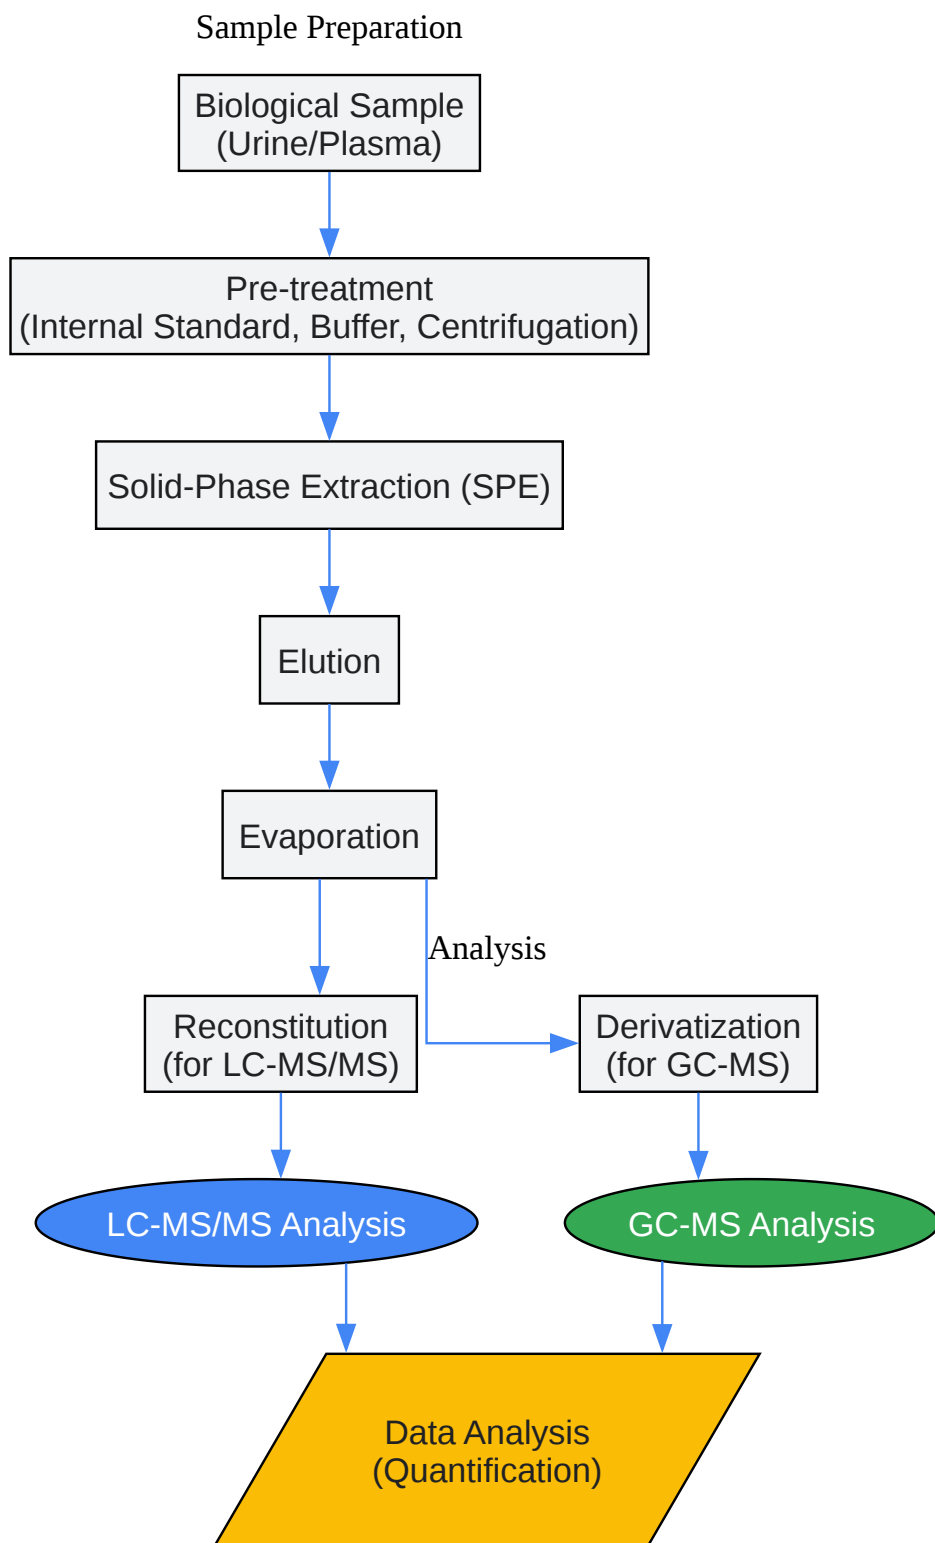 Sample Preparation
Biological Sample
(Urine/Plasma)
Pre-treatment
(Internal Standard, Buffer, Centrifugation)
Solid-Phase Extraction (SPE)
Elution
Evaporation
Analysis
Reconstitution
(for LC-MS/MS)
Derivatization
(for GC-MS)
LC-MS/MS Analysis
GC-MS Analysis
Data Analysis
(Quantification)